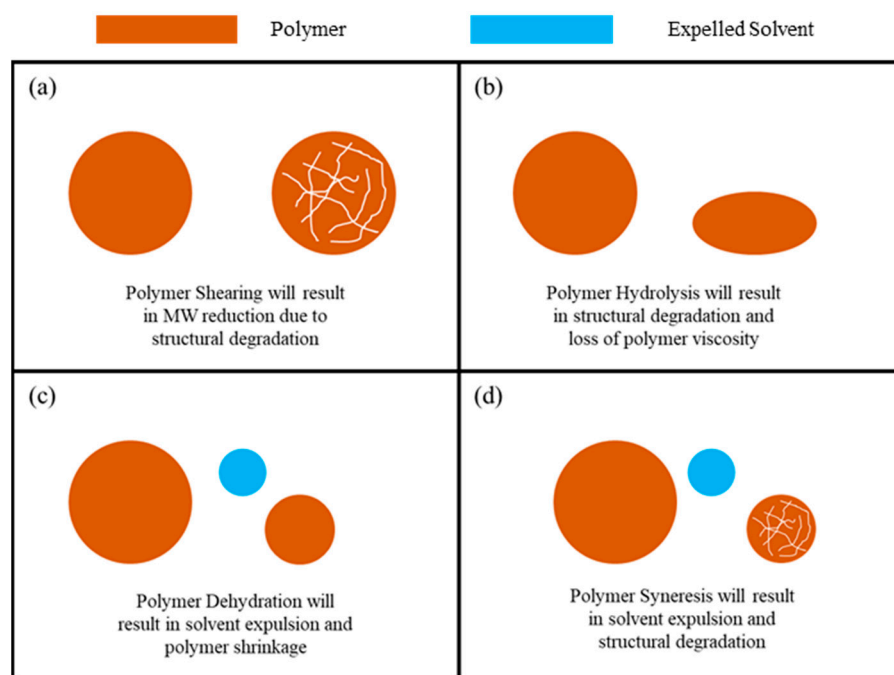 Polymer
Expelled Solvent
(a)
Polymer Shearing will result
in MW reduction due to
structural degradation
(b)
Polymer Hydrolysis will result
in structural degradation and
loss of polymer viscosity
(c)
Polymer Dehydration will
result in solvent expulsion and
polymer shrinkage
(d)
Polymer Syneresis will result
in solvent expulsion and
structural degradation